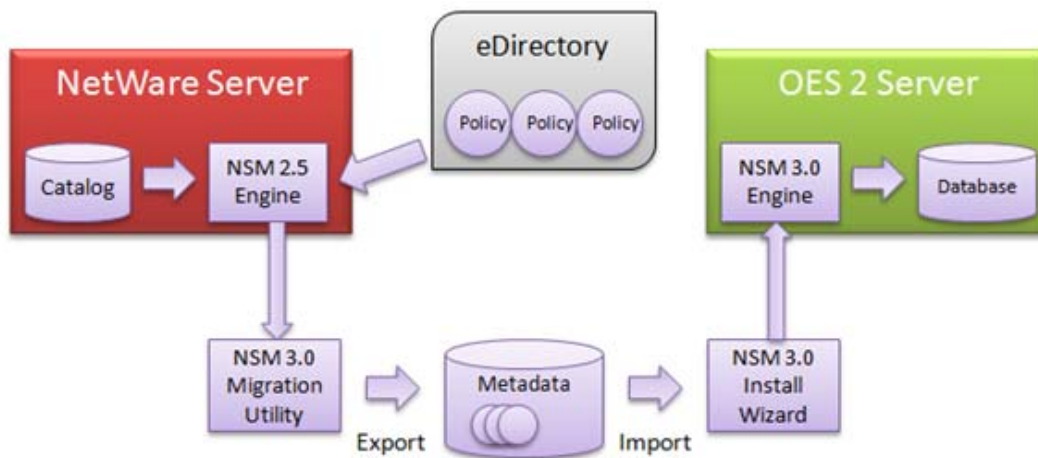 eDirectory
Policy Policy Policy
NetWare Server
Catalog
NSM 2.5
Engine
OES 2 Server
NSM 3.0
Engine
Database
NSM 3.0
Migration
Utility
Export
Metadata
Import
NSM 3.0
Install
Wizard